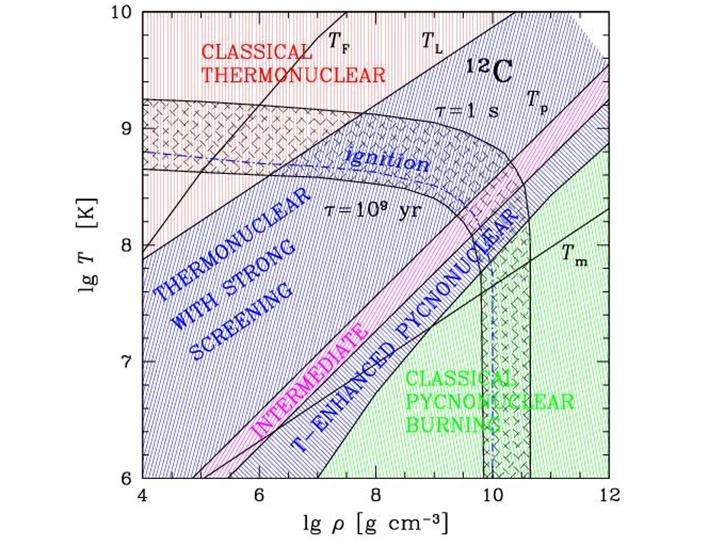 10
T_F
T_L
CLASSICAL
THERMONUCLEAR
¹²C
T_p
τ=1 s
9
ignition
τ=10⁹ yr
8
THERMONUCLEAR
WITH STRONG
SCREENING
T_m
lg T [K]
7
INTERMEDIATE
T-ENHANCED PYCNONUCLEAR
CLASSICAL
PYCNONUCLEAR
BURNING
6
4 6 8 10 12
lg ρ [g cm⁻³]